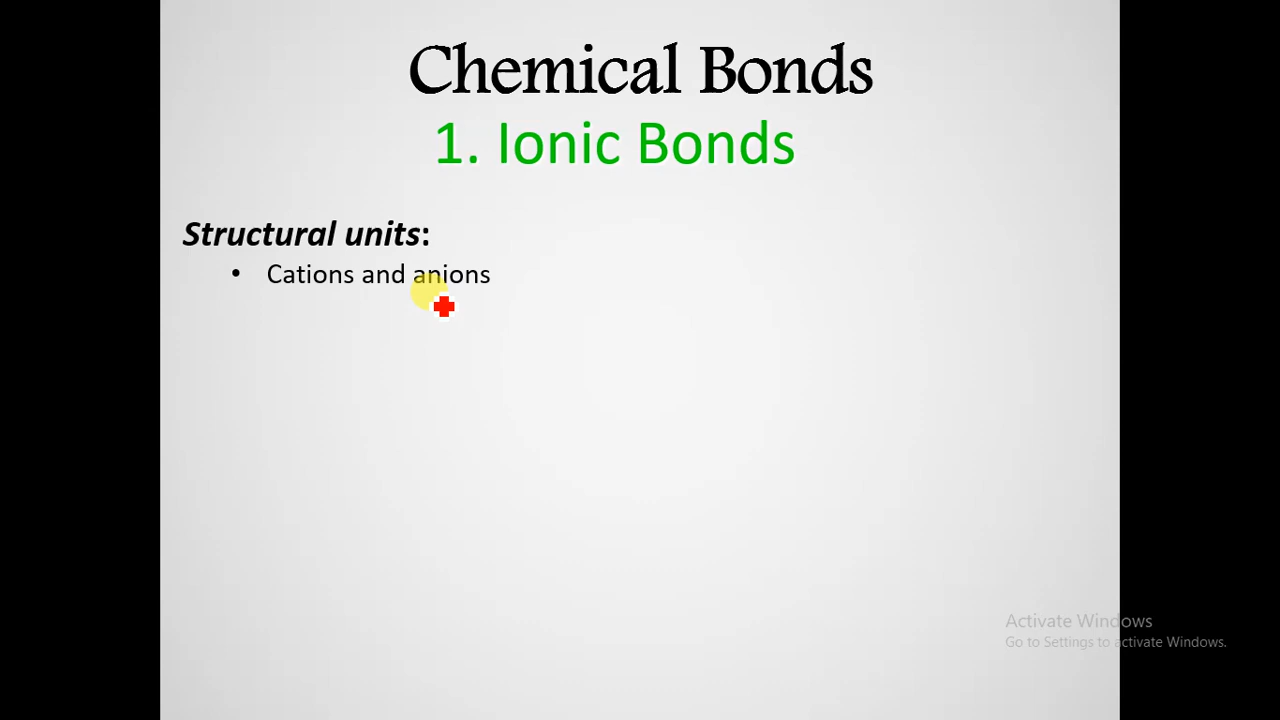 Chemical Bonds
1. Ionic Bonds
Structural units:
• Cations and anions
Activate Windows
Go to Settings to activate Windows.